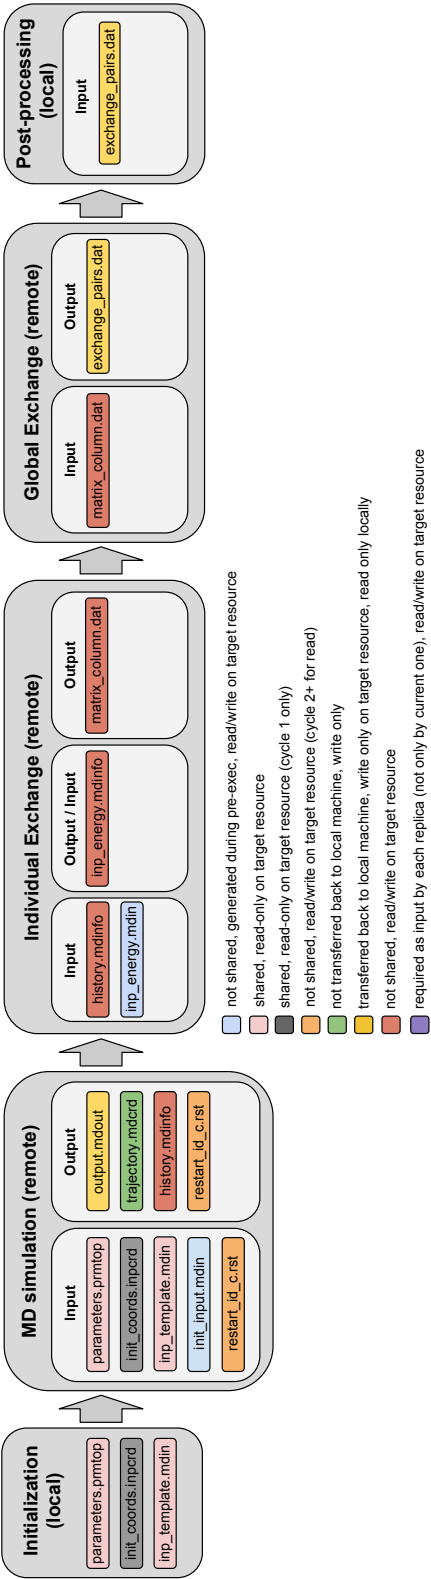 Initialization
(local)
parameters.prmtop
init_coords.inpcrd
inp_template.mdin
MD simulation (remote)
Input
parameters.prmtop
init_coords.inpcrd
inp_template.mdin
init_input.mdin
restart_id_c.rst
Output
output.mdout
trajectory.mdcrd
history.mdinfo
restart_id_c.rst
Individual Exchange (remote)
Input
history.mdinfo
inp_energy.mdin
Output / Input
inp_energy.mdinfo
Output
matrix_column.dat
Global Exchange (remote)
Input
matrix_column.dat
Output
exchange_pairs.dat
Post-processing
(local)
Input
exchange_pairs.dat
not shared, generated during pre-exec, read/write on target resource
shared, read-only on target resource
shared, read-only on target resource (cycle 1 only)
not shared, read/write on target resource (cycle 2+ for read)
not transferred back to local machine, write only
transferred back to local machine, write only on target resource, read only locally
not shared, read/write on target resource
required as input by each replica (not only by current one), read/write on target resource